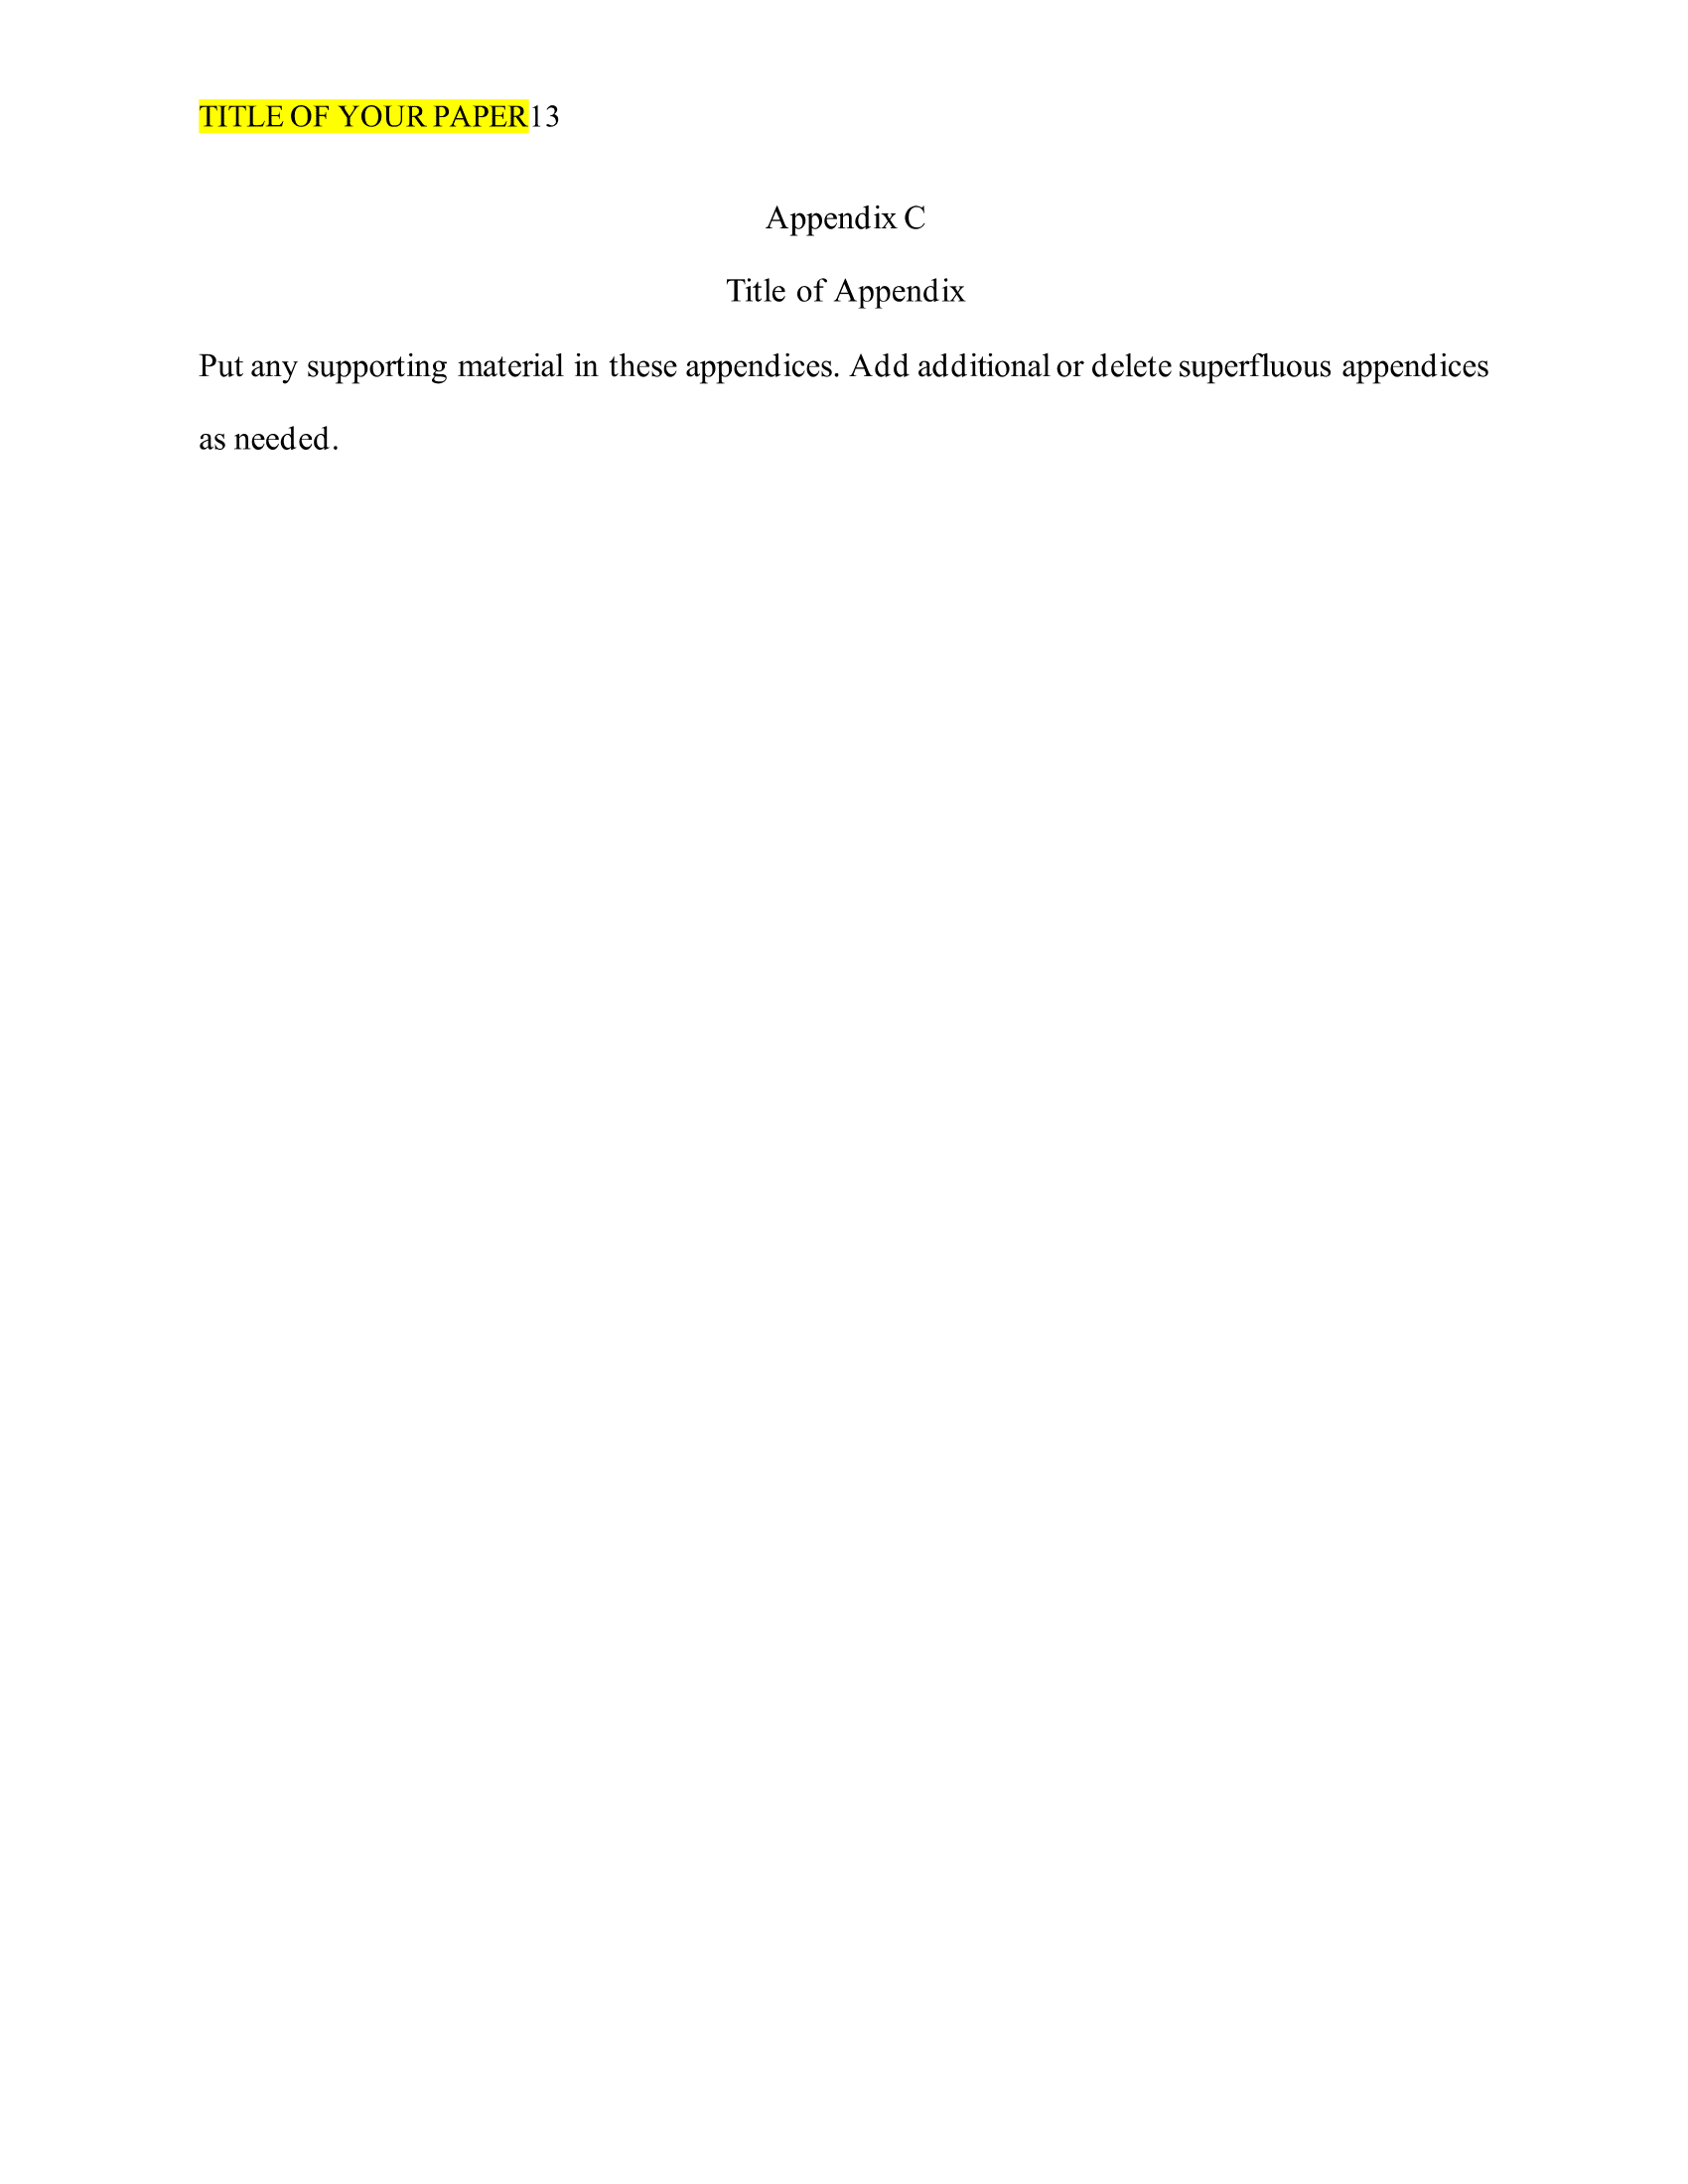 TITLE OF YOUR PAPER13
Appendix C
Title of Appendix
Put any supporting material in these appendices. Add additional or delete superfluous appendices
as needed.